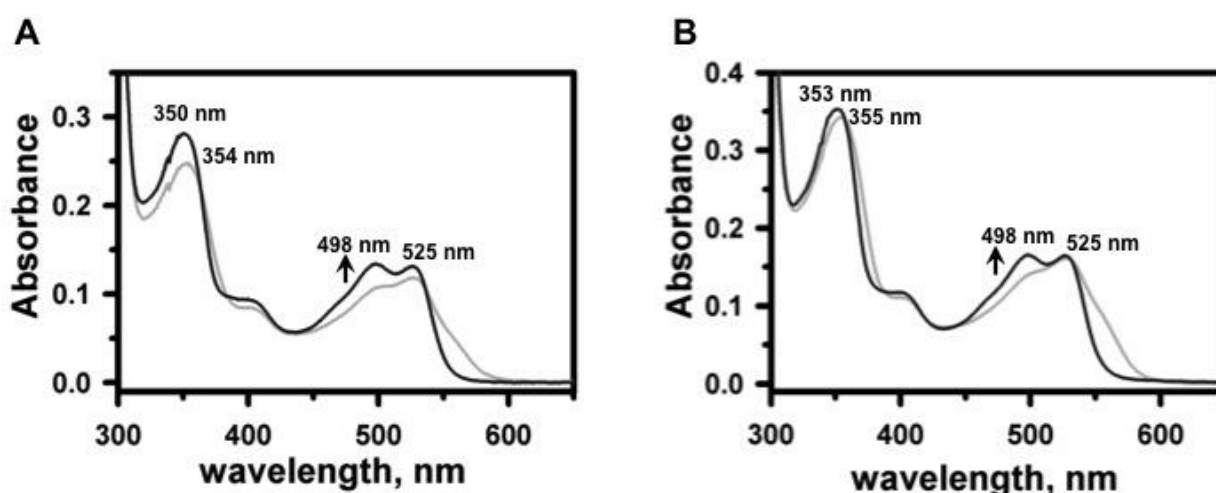 A
Absorbance
0.3
0.2
0.1
0.0
350 nm
354 nm
498 nm
525 nm
300 400 500 600
wavelength, nm
B
Absorbance
0.4
0.3
0.2
0.1
0.0
353 nm
355 nm
498 nm
525 nm
300 400 500 600
wavelength, nm